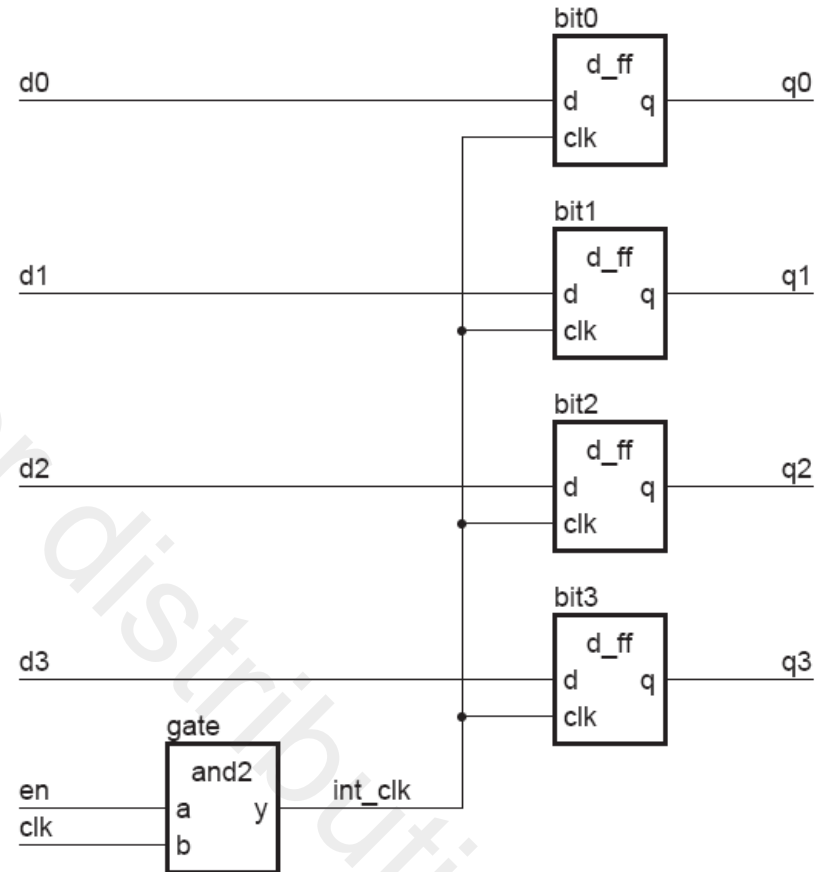 bit0
d_ff
d0
q0
d q
clk
bit1
d_ff
d1
q1
d q
clk
bit2
d_ff
d2
q2
d q
clk
bit3
d_ff
d3
q3
d q
clk
gate
and2
en
int_clk
a y
clk
b
distributi